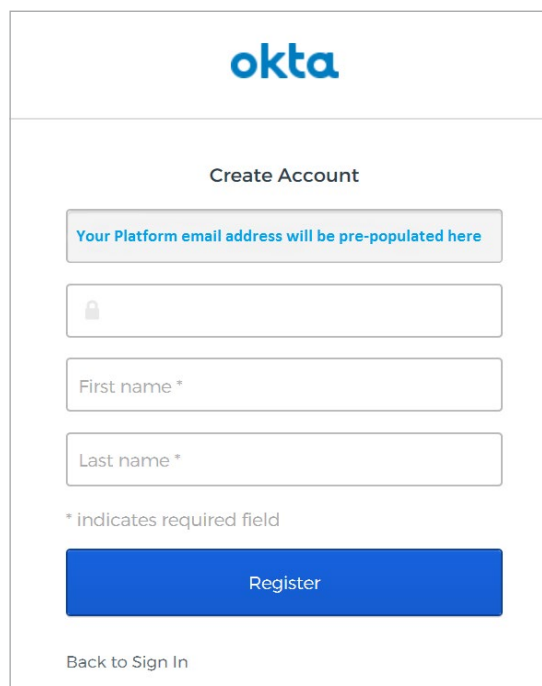 okta
Create Account
Your Platform email address will be pre-populated here
First name *
Last name *
* indicates required field
Register
Back to Sign In